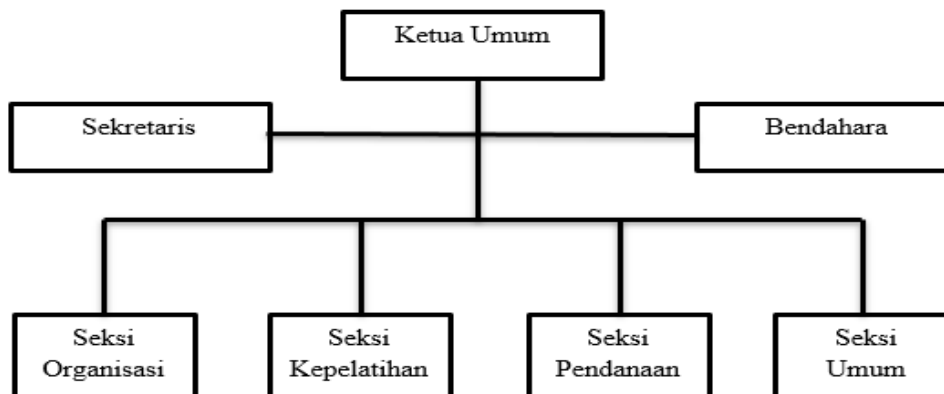 Ketua Umum
Sekretaris
Bendahara
Seksi
Organisasi
Seksi
Kepelatihan
Seksi
Pendanaan
Seksi
Umum